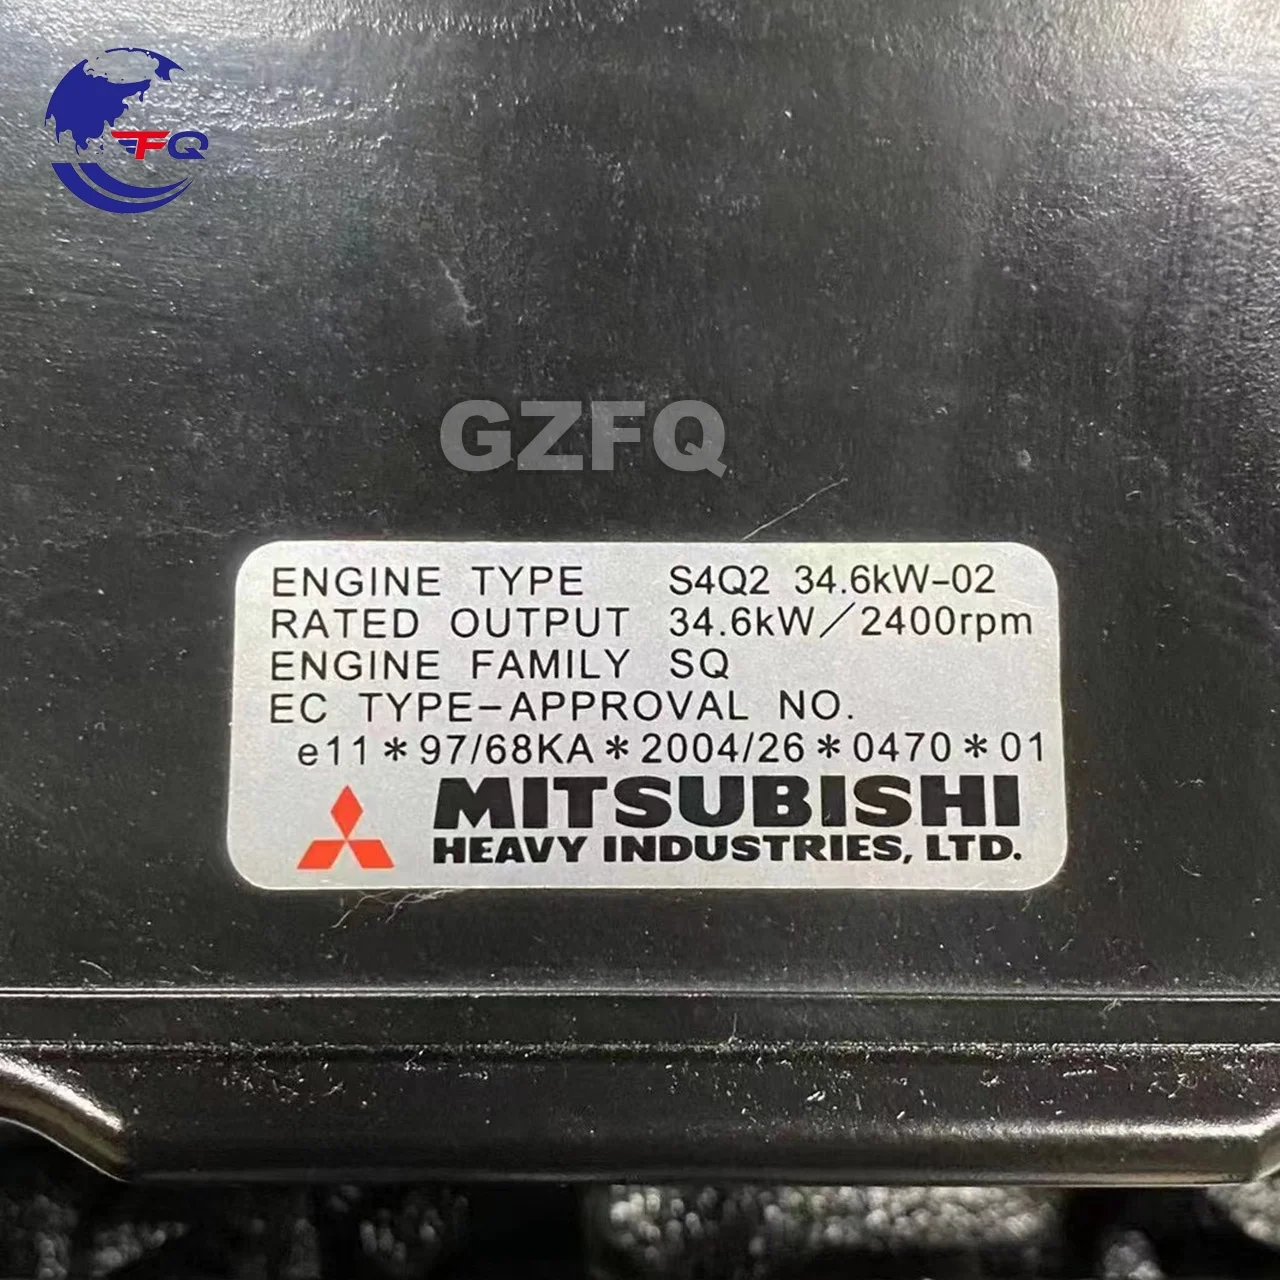 FQ
GZFQ
ENGINE TYPE S4Q2 34.6kW-02
RATED OUTPUT 34.6kW/2400rpm
ENGINE FAMILY SQ
EC TYPE-APPROVAL NO.
e11*97/68KA*2004/26*0470*01
MITSUBISHI
HEAVY INDUSTRIES, LTD.